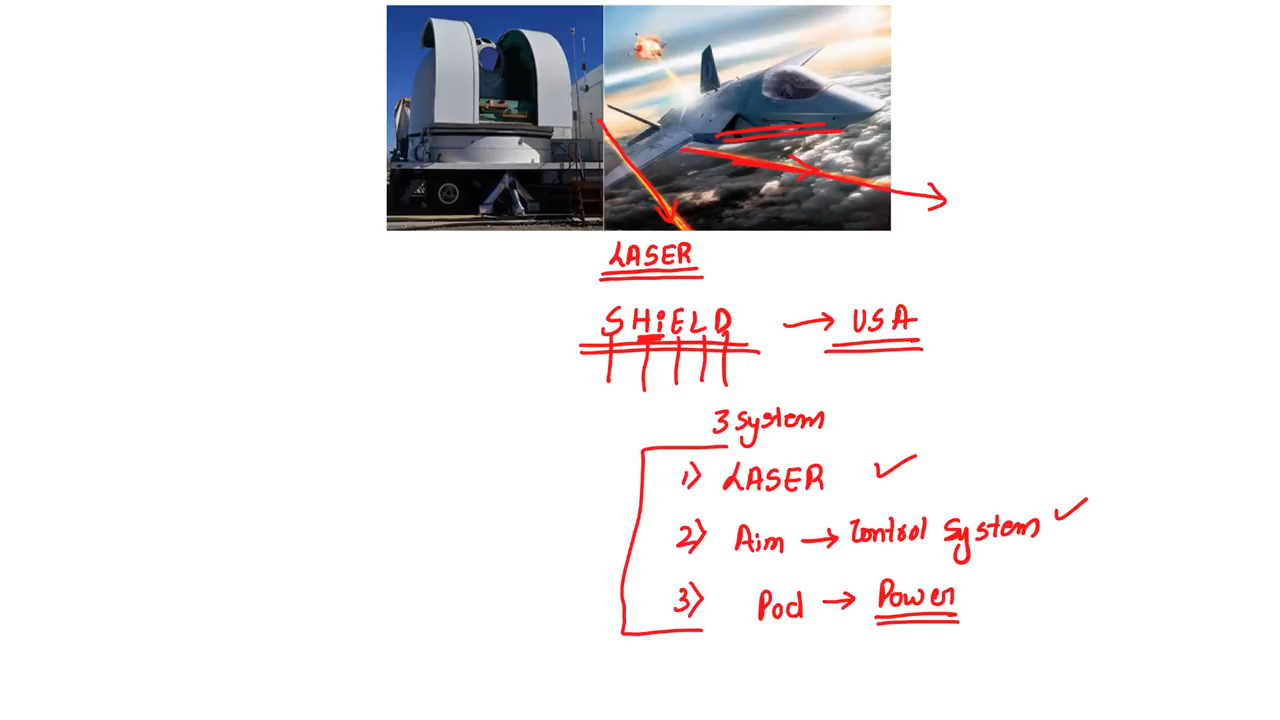 LASER
SHiELD → USA
3 System
1) LASER ✓
2) Aim → Control System ✓
3) Pod → Power